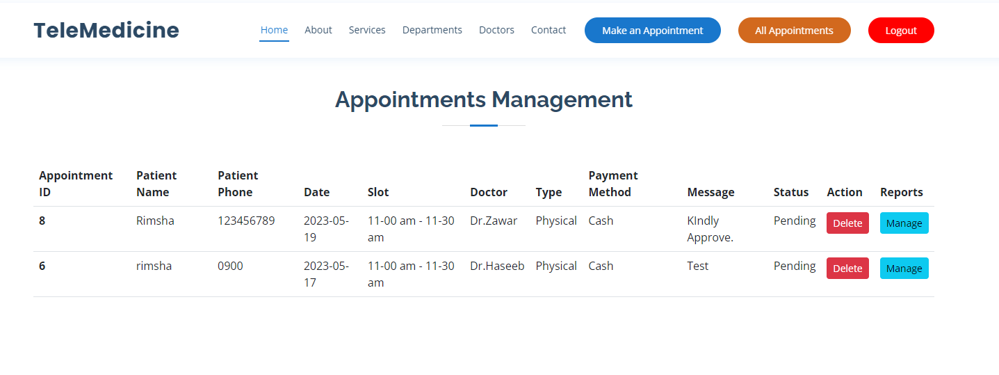 TeleMedicine Home About Services Departments Doctors Contact Make an Appointment All Appointments Logout
Appointments Management
Appointment ID Patient Name Patient Phone Date Slot Doctor Type Payment Method Message Status Action Reports
8 Rimsha 123456789 2023-05-19 11-00 am - 11-30 am Dr.Zawar Physical Cash KIndly Approve. Pending Delete Manage
6 rimsha 0900 2023-05-17 11-00 am - 11-30 am Dr.Haseeb Physical Cash Test Pending Delete Manage